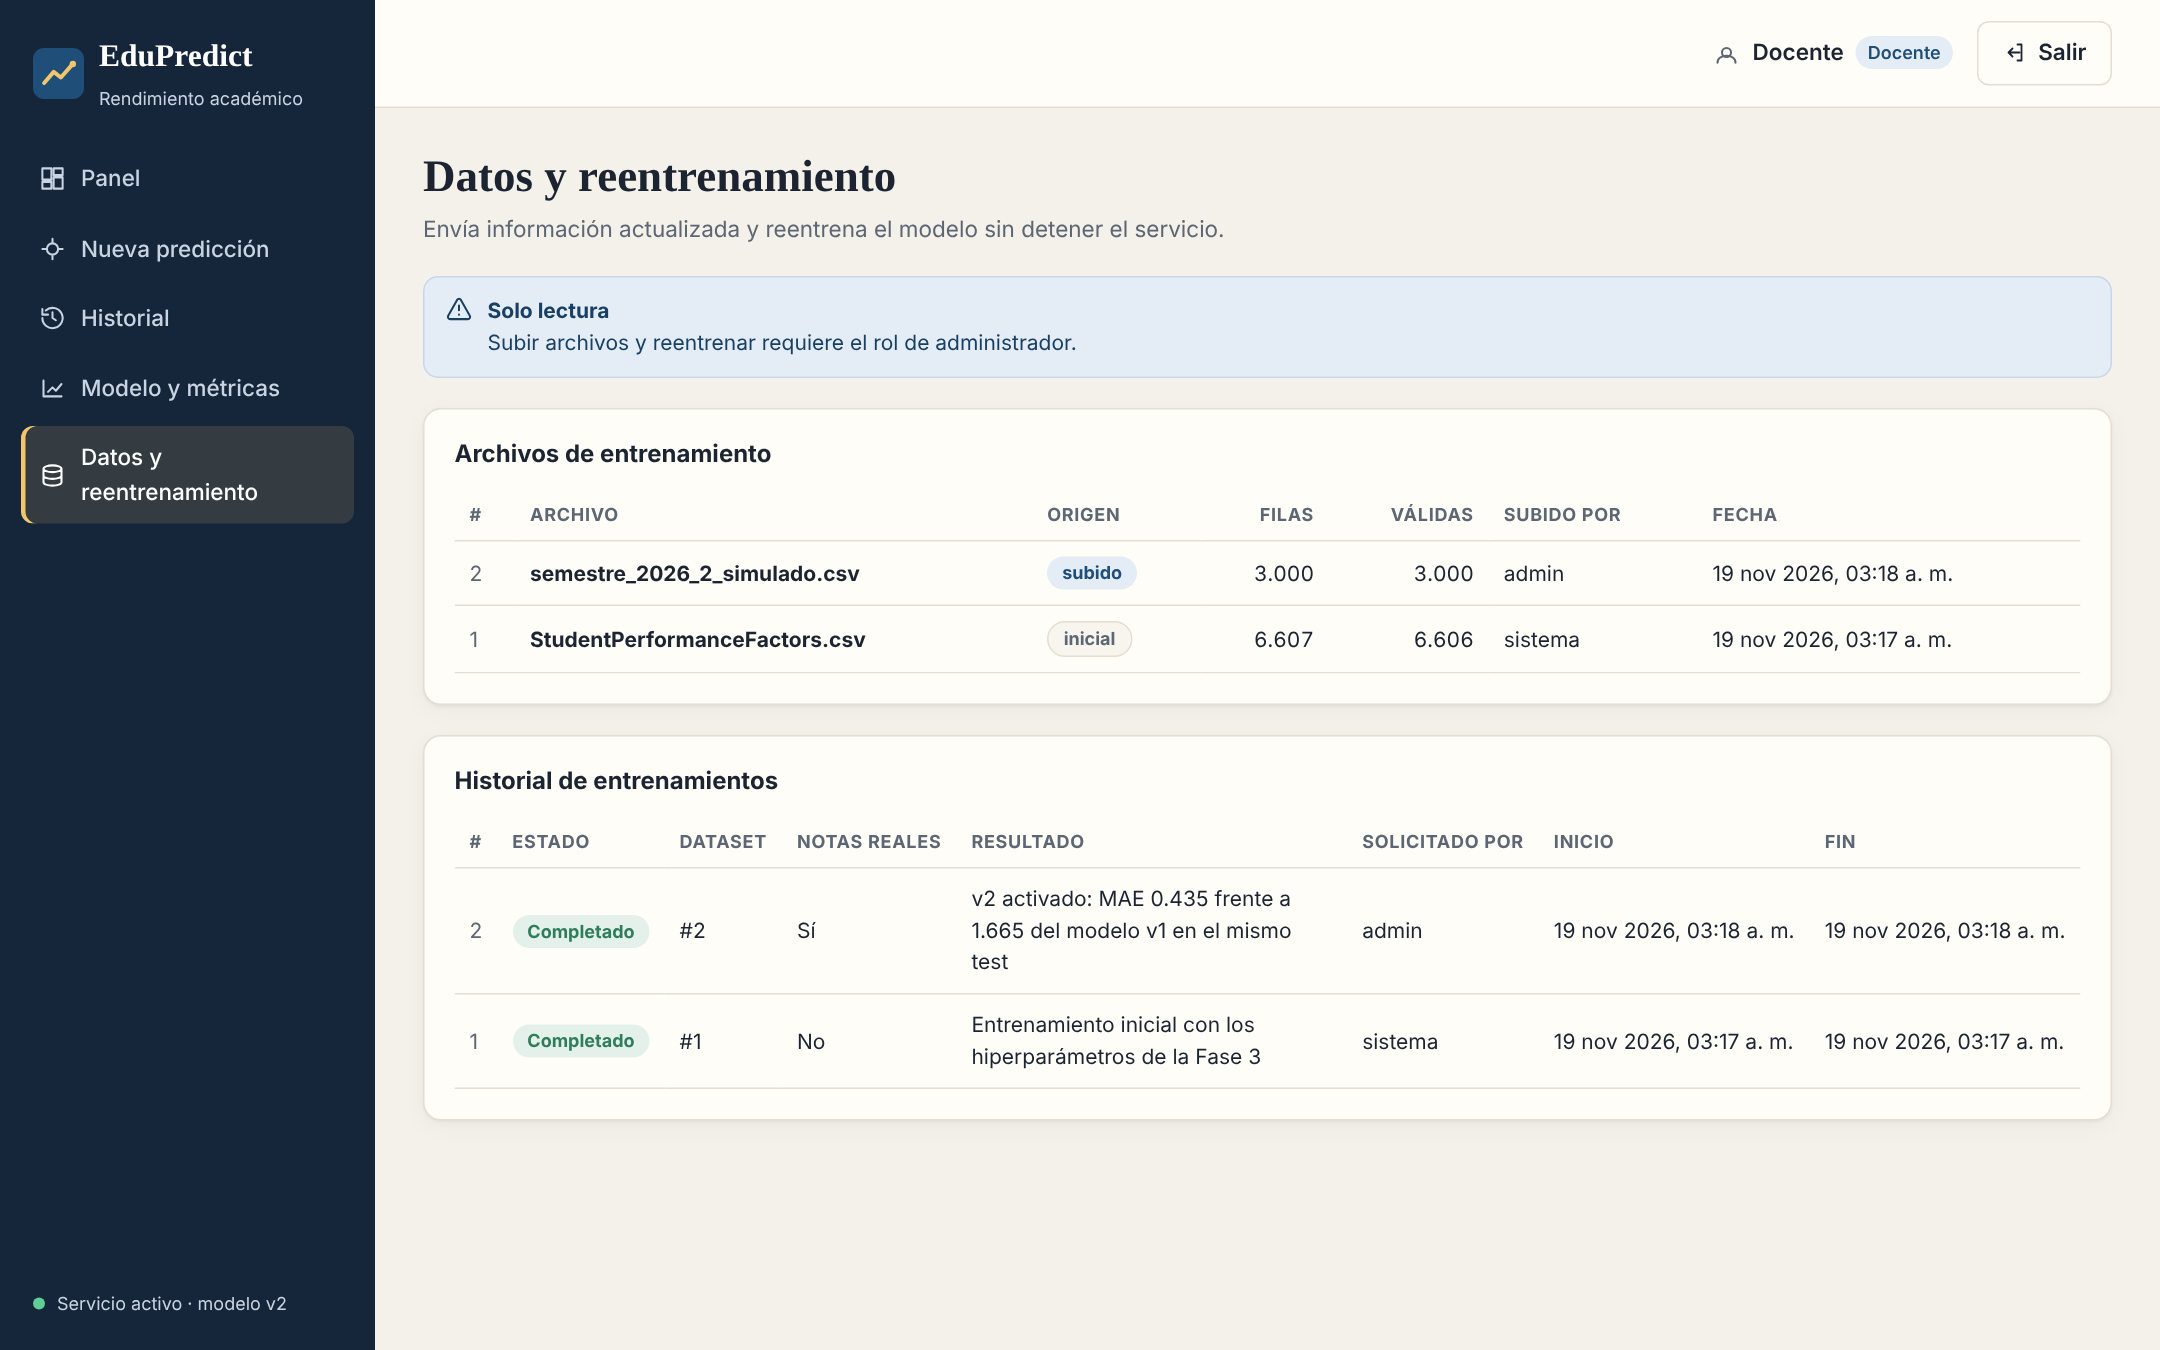 EduPredict
Rendimiento académico
Panel
Nueva predicción
Historial
Modelo y métricas
Datos y
reentrenamiento
Servicio activo · modelo v2
Docente Docente Salir
Datos y reentrenamiento
Envía información actualizada y reentrena el modelo sin detener el servicio.
Solo lectura
Subir archivos y reentrenar requiere el rol de administrador.
Archivos de entrenamiento
# ARCHIVO ORIGEN FILAS VÁLIDAS SUBIDO POR FECHA
2 semestre_2026_2_simulado.csv subido 3.000 3.000 admin 19 nov 2026, 03:18 a. m.
1 StudentPerformanceFactors.csv inicial 6.607 6.606 sistema 19 nov 2026, 03:17 a. m.
Historial de entrenamientos
# ESTADO DATASET NOTAS REALES RESULTADO SOLICITADO POR INICIO FIN
v2 activado: MAE 0.435 frente a
2 Completado #2 Sí 1.665 del modelo v1 en el mismo admin 19 nov 2026, 03:18 a. m. 19 nov 2026, 03:18 a. m.
test
Entrenamiento inicial con los
1 Completado #1 No hiperparámetros de la Fase 3 sistema 19 nov 2026, 03:17 a. m. 19 nov 2026, 03:17 a. m.